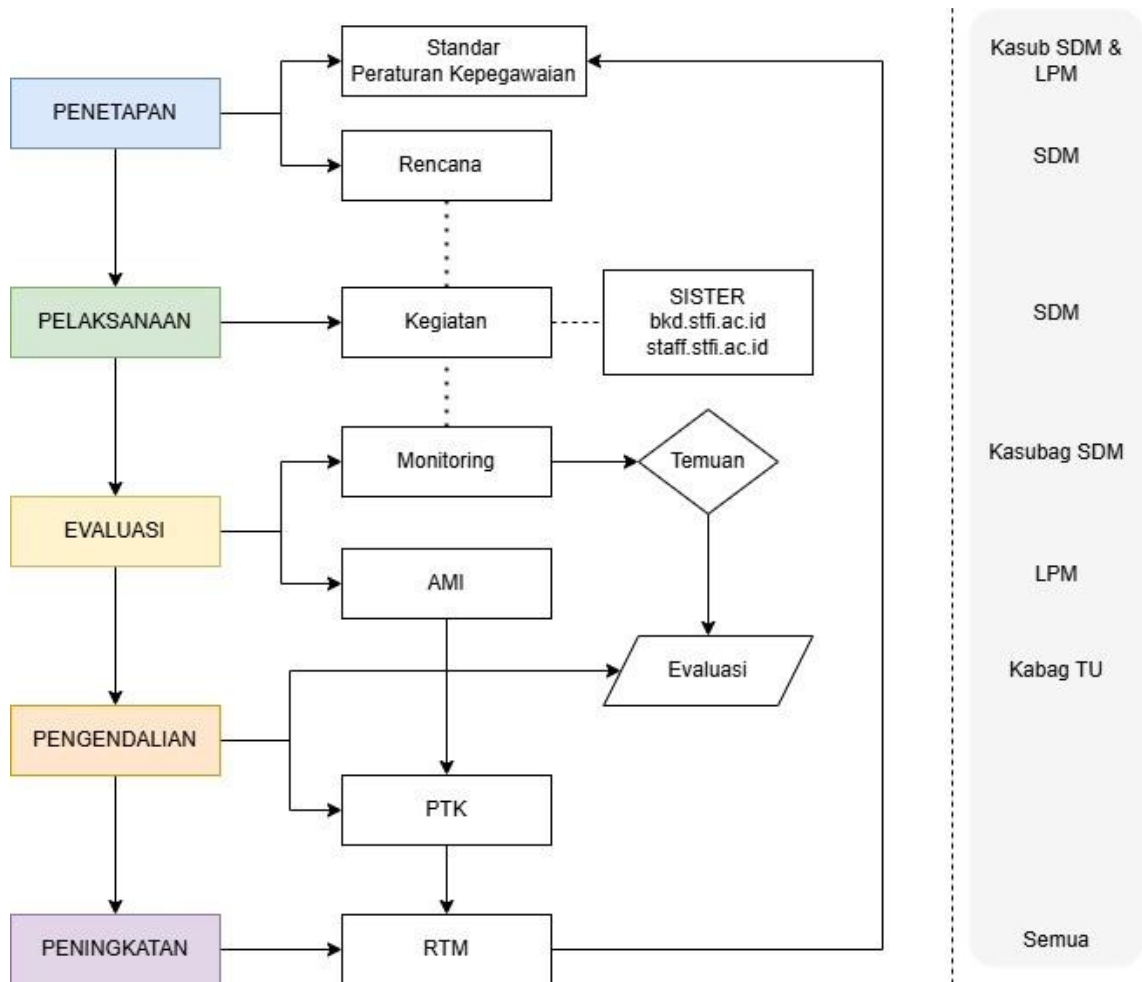 Standar
Peraturan Kepegawaian
Kasub SDM &
LPM
PENETAPAN
Rencana
SDM
PELAKSANAAN
Kegiatan
SISTER
bkd.stfi.ac.id
staff.stfi.ac.id
SDM
Monitoring
Temuan
Kasubag SDM
EVALUASI
AMI
LPM
Evaluasi
Kabag TU
PENGENDALIAN
PTK
PENINGKATAN
RTM
Semua